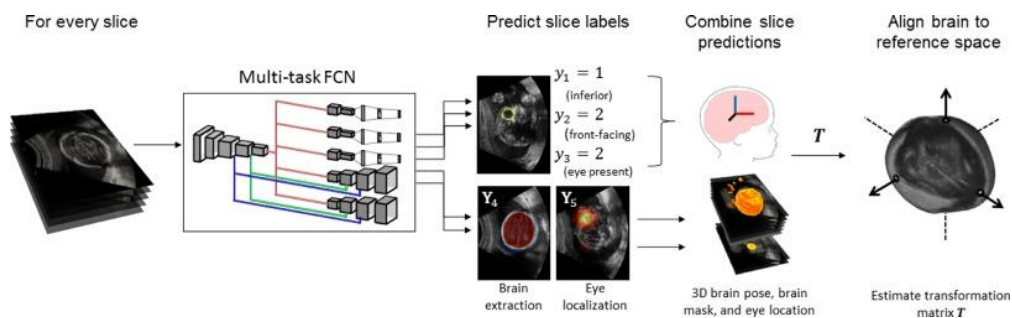 For every slice
Multi-task FCN
Predict slice labels
y₁ = 1
(inferior)
y₂ = 2
(front-facing)
y₃ = 2
(eye present)
Y₄
Y₅
Brain
extraction
Eye
localization
Combine slice
predictions
3D brain pose, brain
mask, and eye location
T
Align brain to
reference space
Estimate transformation
matrix T